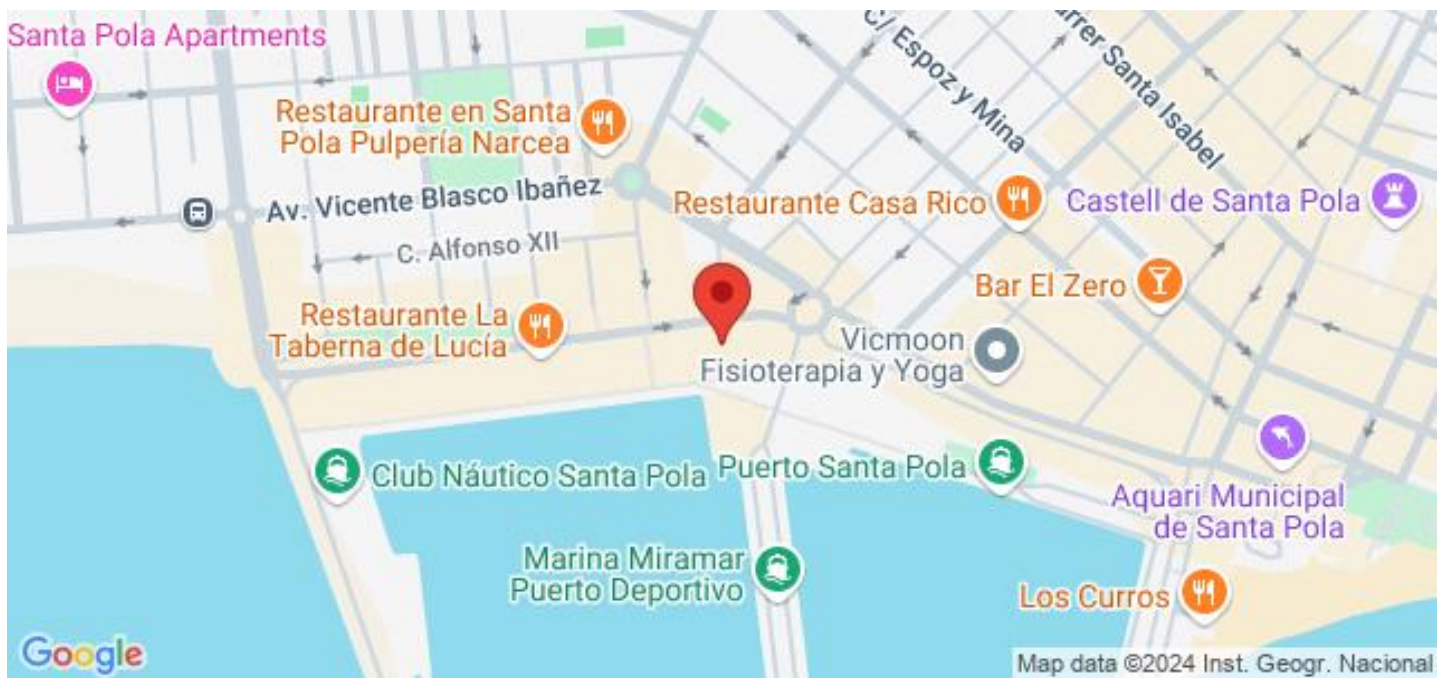 Santa Pola Apartments
C/ Espoz y Mina
rrer Santa Isabel
Restaurante en Santa
Pola Pulpería Narcea
Av. Vicente Blasco Ibañez
Restaurante Casa Rico
Castell de Santa Pola
C. Alfonso XII
Bar El Zero
Restaurante La
Taberna de Lucía
Vicmoon
Fisioterapia y Yoga
Club Náutico Santa Pola
Puerto Santa Pola
Aquari Municipal
de Santa Pola
Marina Miramar
Puerto Deportivo
Los Curros
Google
Map data ©2024 Inst. Geogr. Nacional